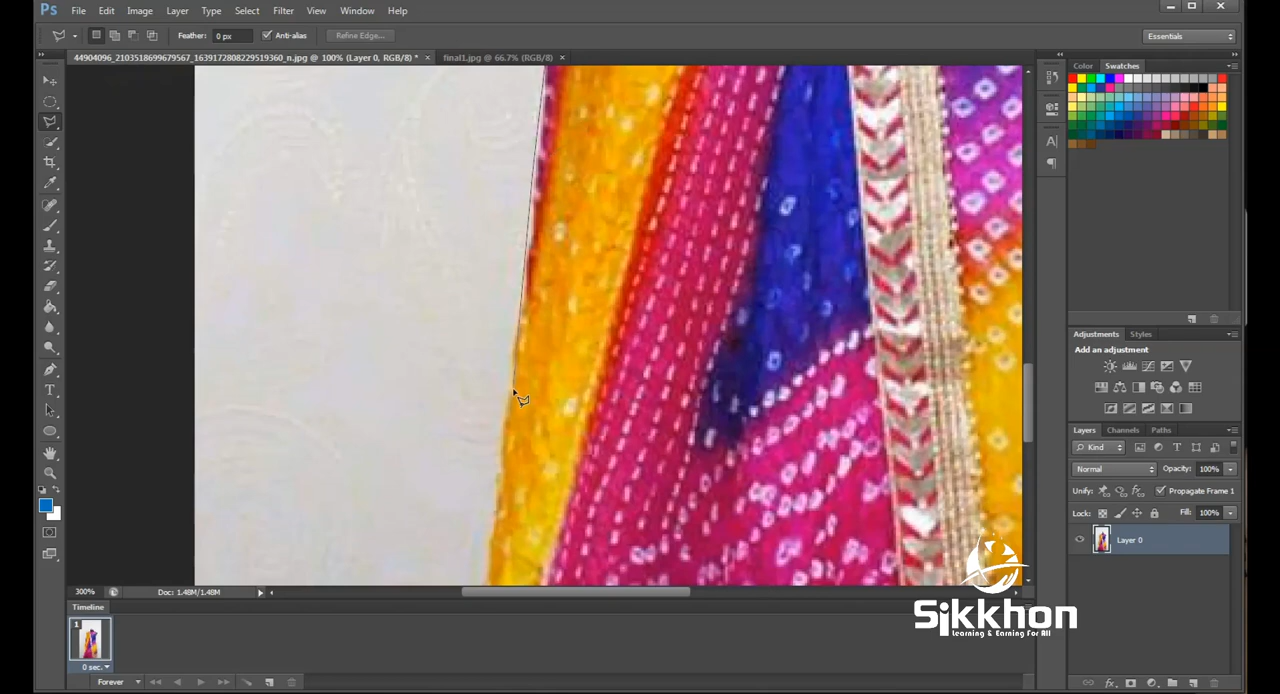 Ps File Edit Image Layer Type Select Filter View Window Help
Feather: 0 px Anti-alias Refine Edge... Essentials
44904096_2103518699679567_1639172808229519360_n.jpg @ 100% (Layer 0, RGB/8) * × final1.jpg @ 66.7% (RGB/8) ×
Color Swatches
Adjustments Styles
Add an adjustment
Layers Channels Paths
Kind
Normal Opacity: 100%
Unify: Propagate Frame 1
Lock: Fill: 100%
Layer 0
300% Doc: 1.48M/1.48M
Timeline
1
0 sec.
Forever
Sikkhon
Learning & Earning For All